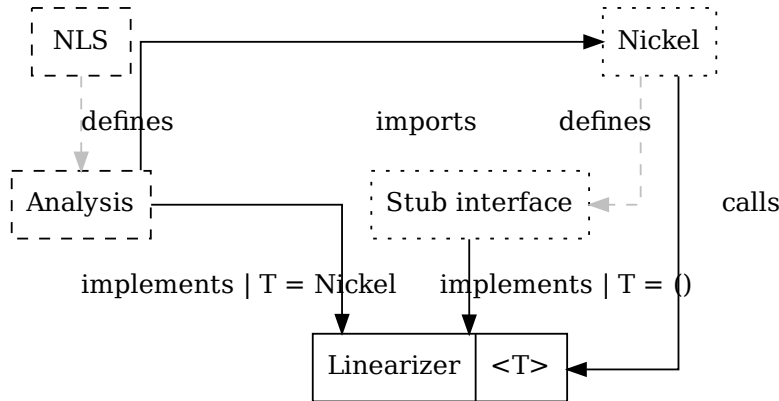 NLS
Nickel
defines
imports
defines
Analysis
Stub interface
calls
implements | T = Nickel
implements | T = ()
Linearizer
<T>